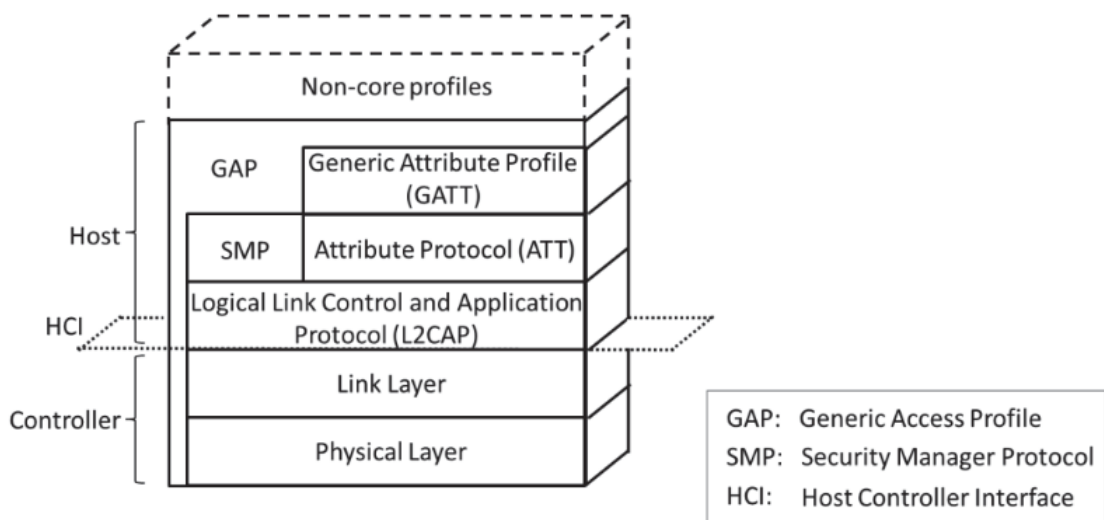 Non-core profiles
GAP
Generic Attribute Profile
(GATT)
Host
SMP
Attribute Protocol (ATT)
Logical Link Control and Application
Protocol (L2CAP)
HCI
Link Layer
Controller
Physical Layer
GAP: Generic Access Profile
SMP: Security Manager Protocol
HCI: Host Controller Interface